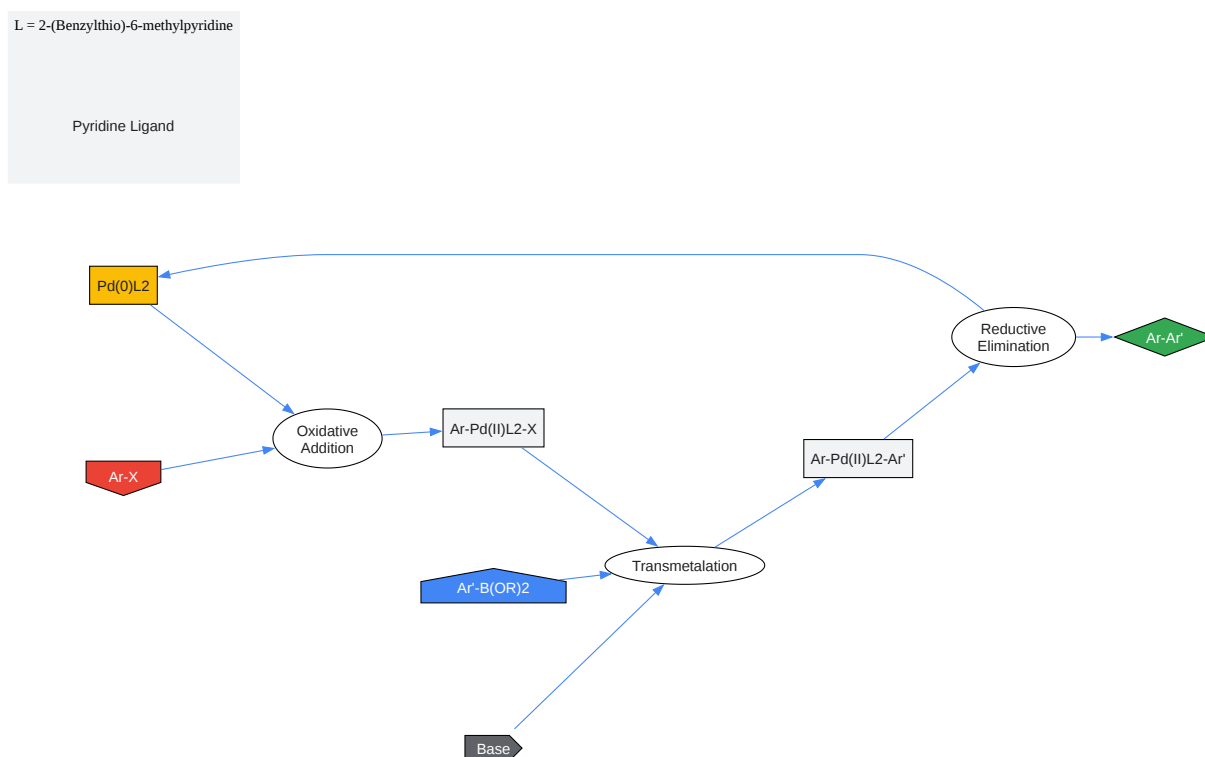 L = 2-(Benzylthio)-6-methylpyridine
Pyridine Ligand
Pd(0)L2
Reductive
Elimination
Ar-Ar'
Oxidative
Addition
Ar-Pd(II)L2-X
Ar-Pd(II)L2-Ar'
Ar-X
Transmetalation
Ar'-B(OR)2
Base